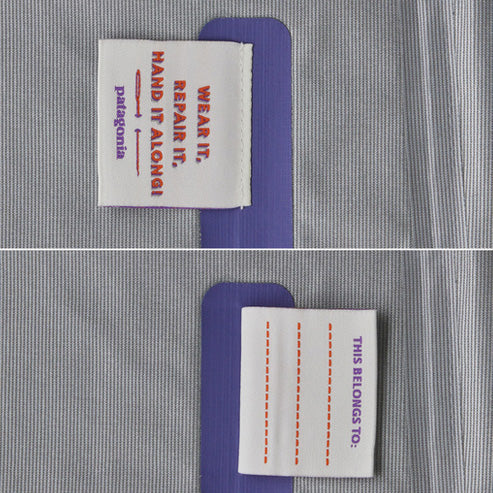 WEAR IT.
REPAIR IT.
HAND IT ALONG!
patagonia
THIS BELONGS TO: